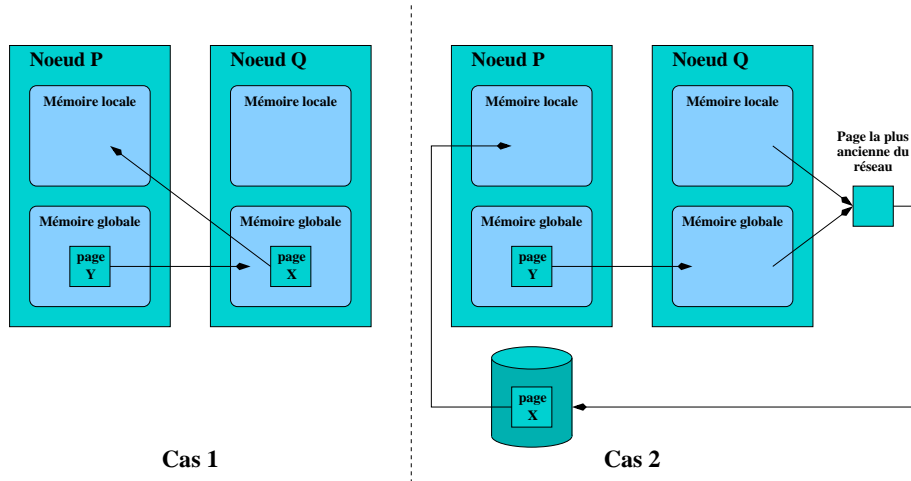 Noeud P
Mémoire locale
Mémoire globale
page
Y
Noeud Q
Mémoire locale
Mémoire globale
page
X
Cas 1
Noeud P
Mémoire locale
Mémoire globale
page
Y
Noeud Q
Mémoire locale
Mémoire globale
Page la plus
ancienne du
réseau
page
X
Cas 2